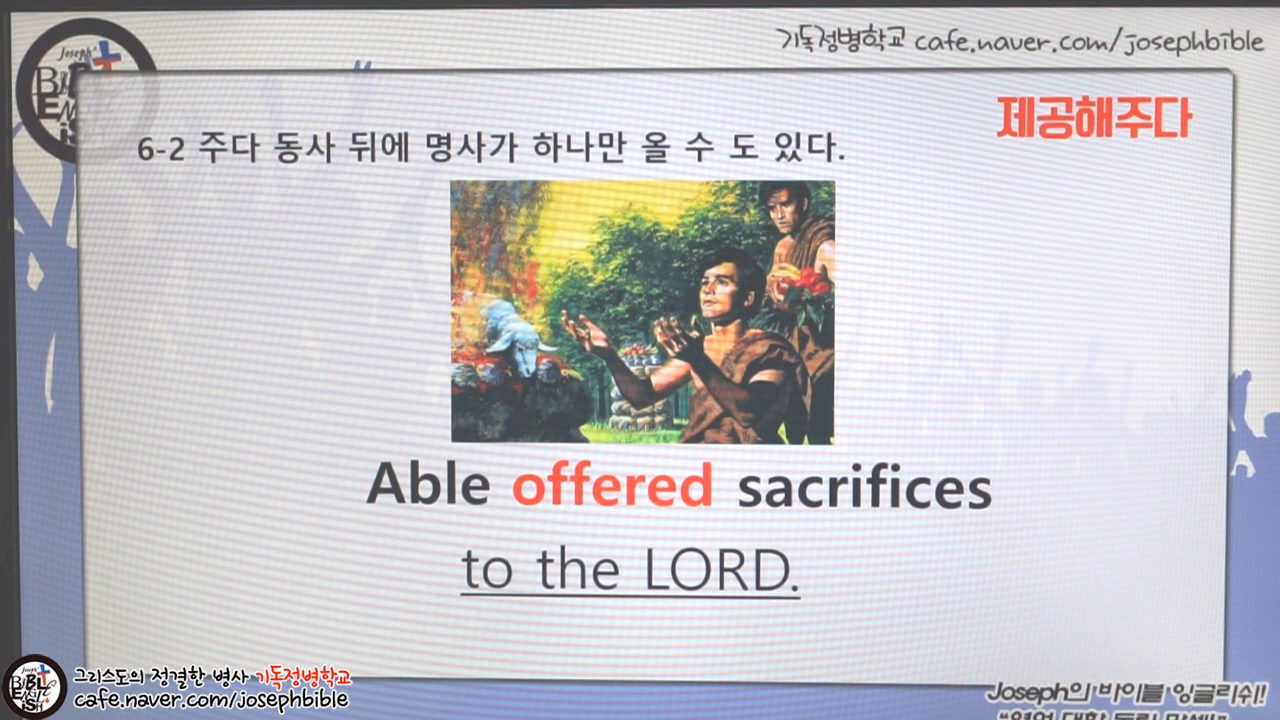 Joseph's
BIBLE
ENGLISH
기독정병학교 cafe.naver.com/josephbible
제공해주다
6-2 주다 동사 뒤에 명사가 하나만 올 수 도 있다.
Able offered sacrifices
to the LORD.
그리스도의 정결한 병사 기독정병학교
cafe.naver.com/josephbible
Joseph의 바이블 잉글리쉬!